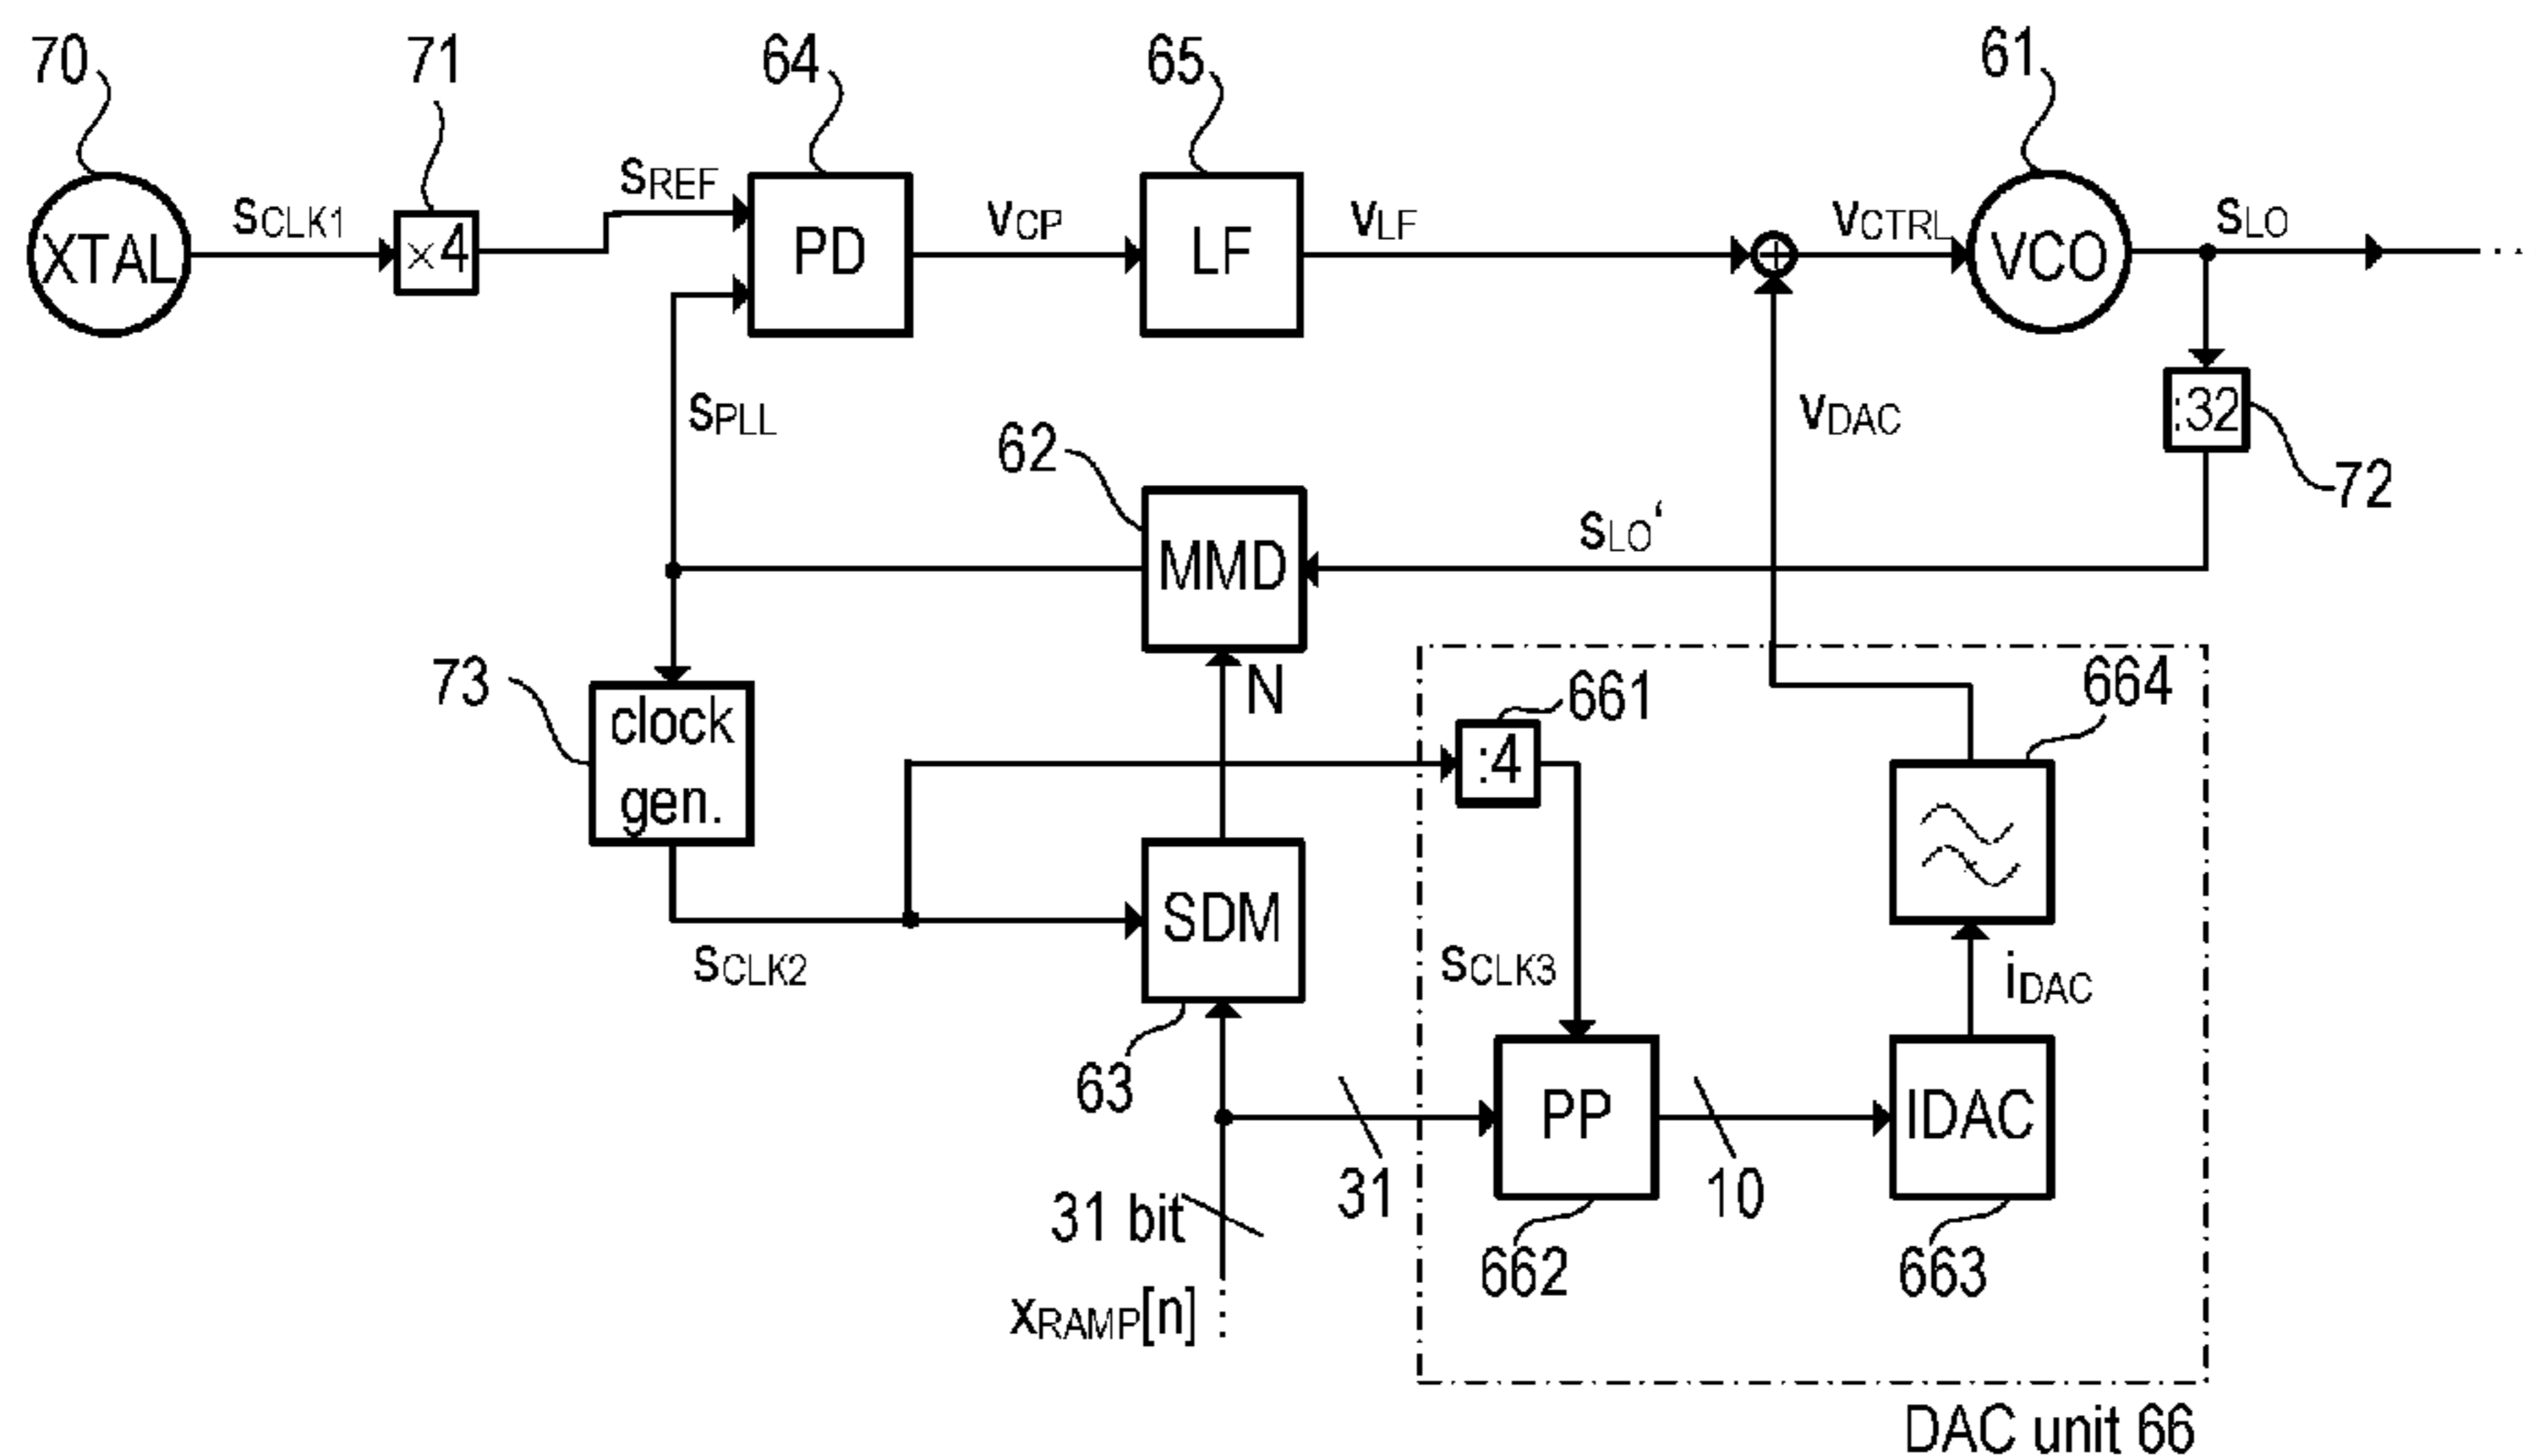 70
71
64
65
61
XTAL
sCLK1
×4
sREF
PD
vCP
LF
vLF
+
vCTRL
VCO
sLO
sPLL
vDAC
:32
72
62
MMD
sLO‘
N
73
clock
gen.
661
:4
664
sCLK2
SDM
sCLK3
iDAC
63
PP
IDAC
31
10
31 bit
662
663
xRAMP[n]
DAC unit 66